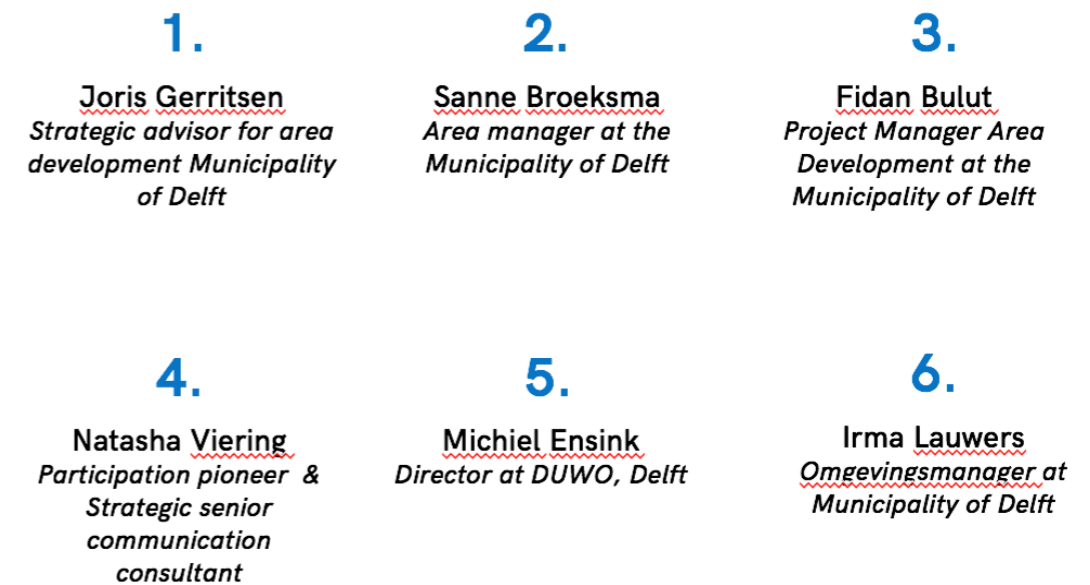 1.
Joris Gerritsen
Strategic advisor for area
development Municipality
of Delft
2.
Sanne Broeksma
Area manager at the
Municipality of Delft
3.
Fidan Bulut
Project Manager Area
Development at the
Municipality of Delft
4.
Natasha Viering
Participation pioneer &
Strategic senior
communication
consultant
5.
Michiel Ensink
Director at DUWO, Delft
6.
Irma Lauwers
Omgevingsmanager at
Municipality of Delft